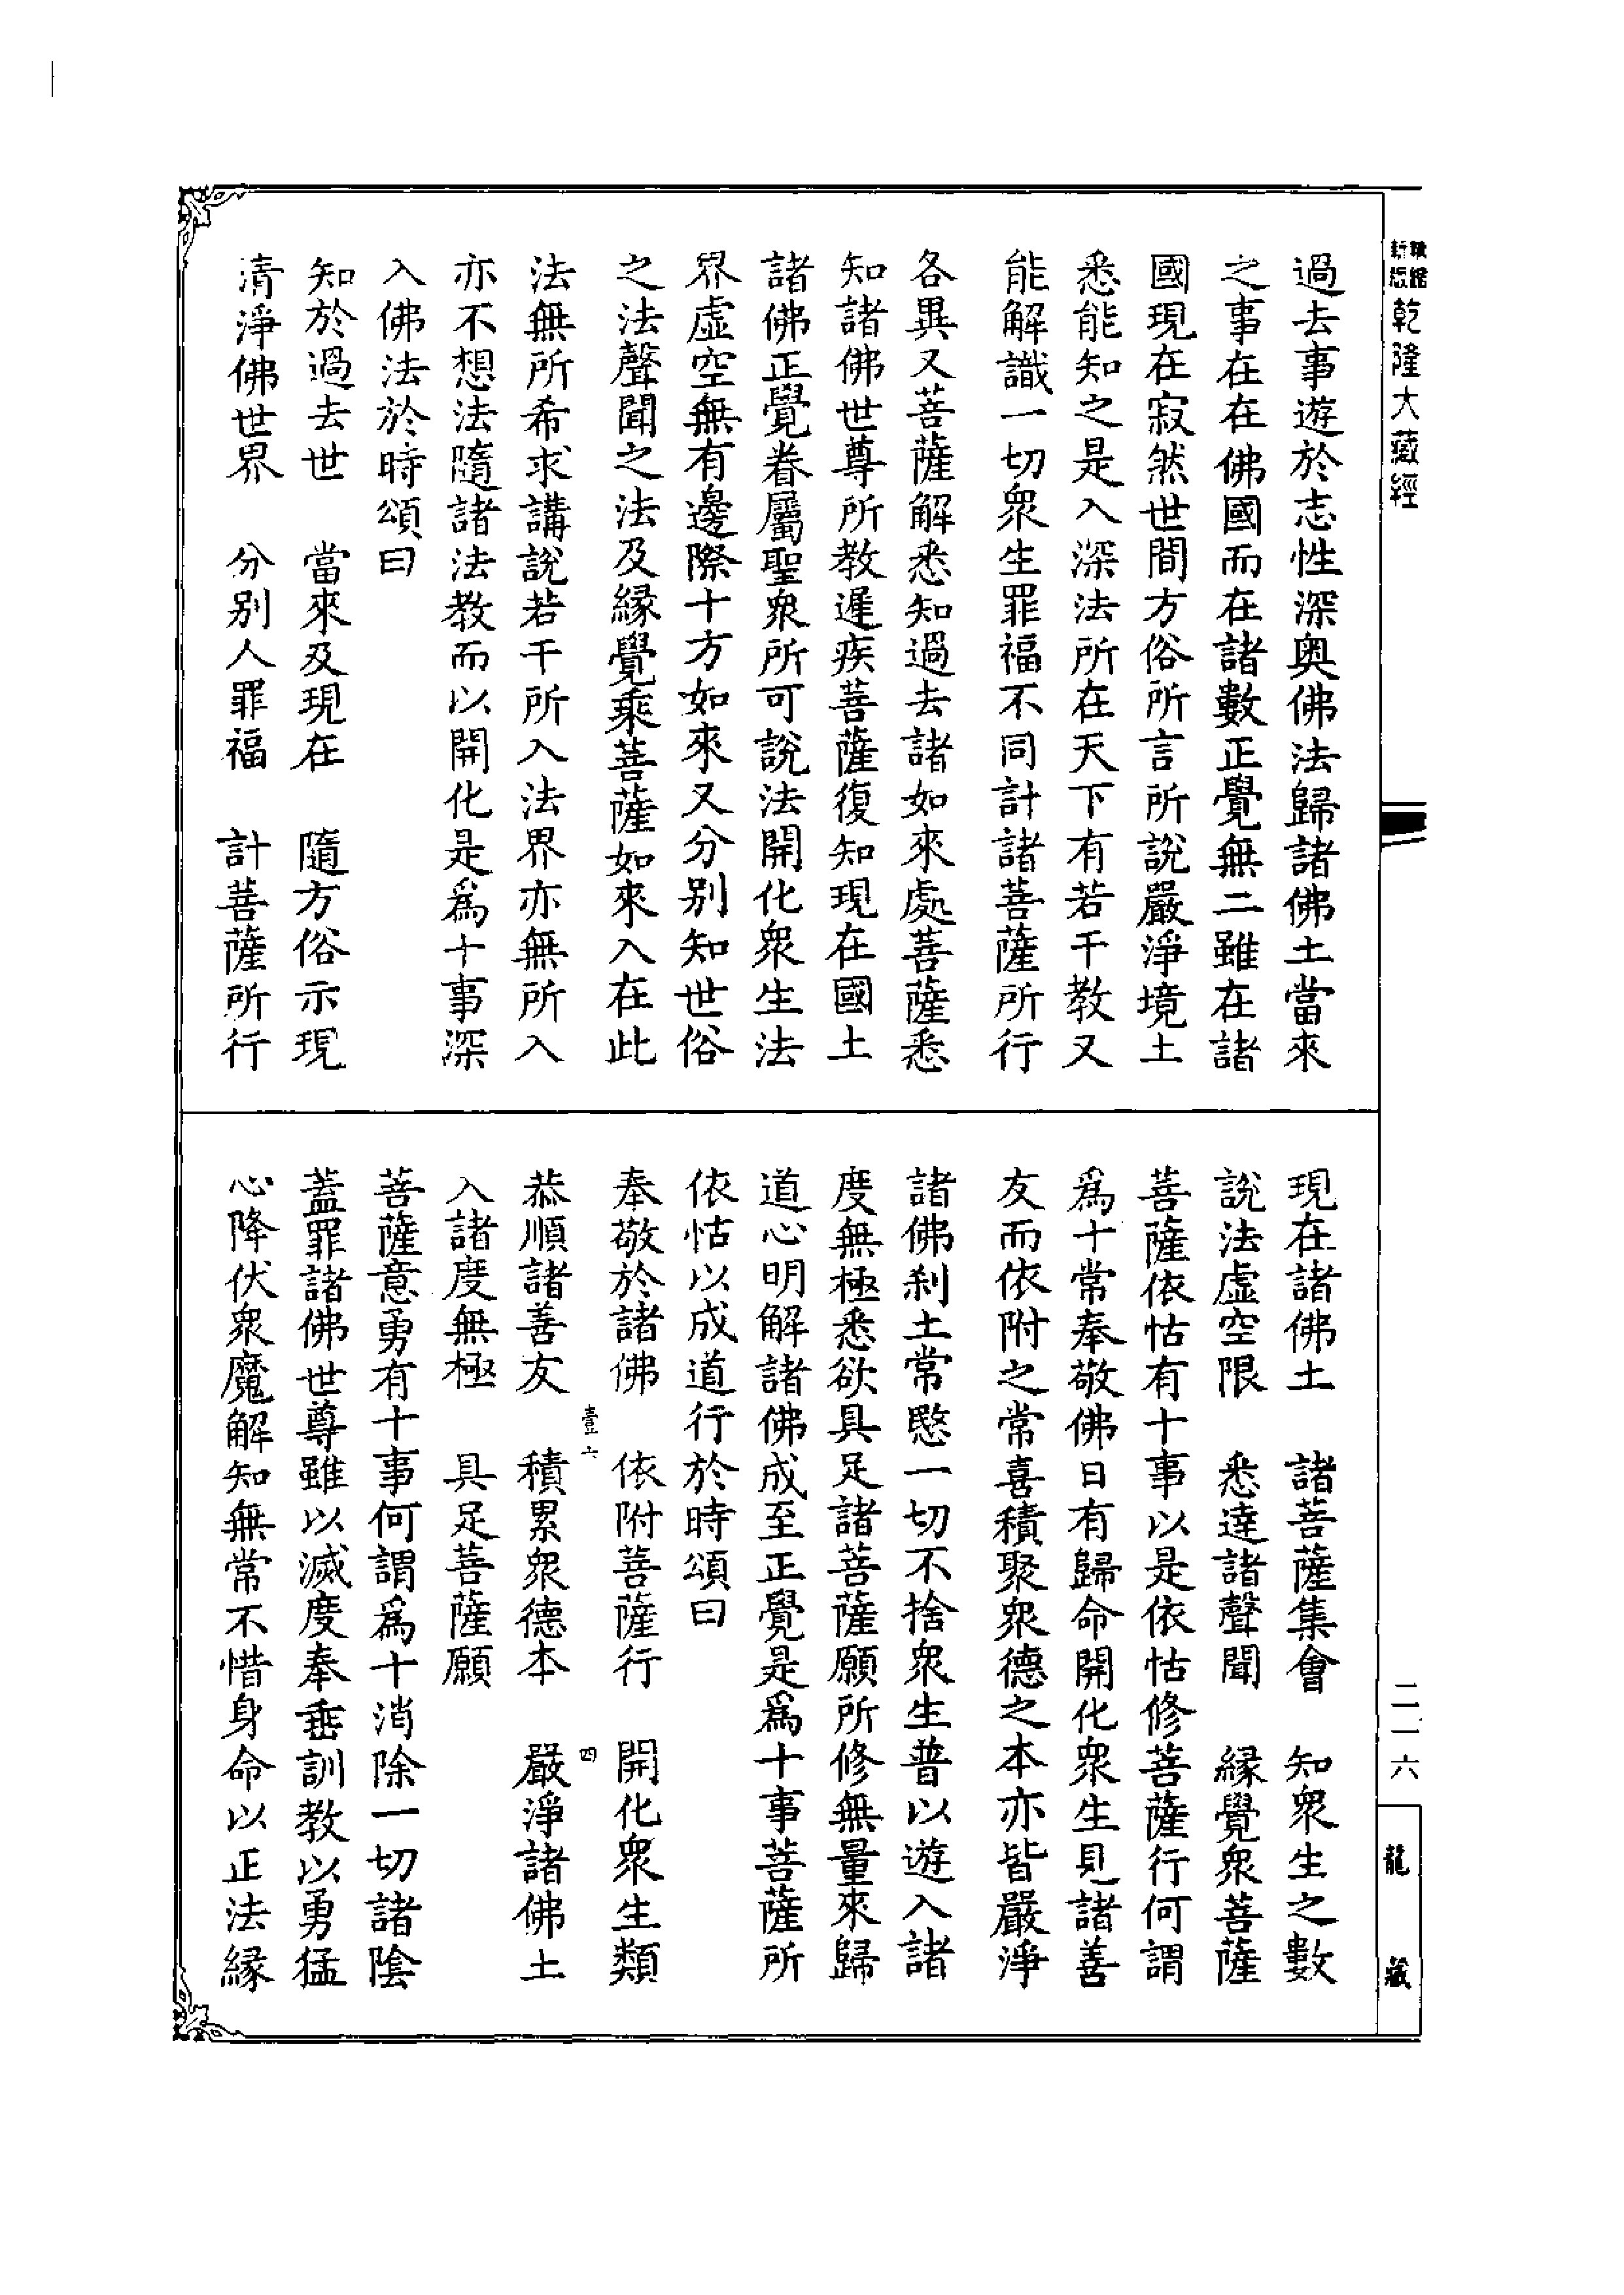 乾隆大藏經
過去事遊於志性深奧佛法歸諸佛土當來
之事在在佛國而在諸數正覺無二雖在諸
國現在寂然世間方俗所言所說嚴淨境土
悉能知之是入深法所在天下有若干教又
能解識一切衆生罪福不同計諸菩薩所行
各異又菩薩解悉知過去諸如來處菩薩悉
知諸佛世尊所教遲疾菩薩復知現在國土
諸佛正覺眷屬聖衆所可說法開化衆生法
界虛空無有邊際十方如來又分別知世俗
之法聲聞之法及緣覺乘菩薩如來入在此
法無所希求講說若干所入法界亦無所入
亦不想法隨諸法教而以開化是爲十事深
入佛法於時頌曰
知於過去世　當來及現在　隨方俗示現
清淨佛世界　分別人罪福　計菩薩所行
現在諸佛土　諸菩薩集會　知衆生之數
說法虛空限　悉達諸聲聞　緣覺衆菩薩
菩薩依怙有十事以是依怙修菩薩行何謂
爲十常奉敬佛日有歸命開化衆生見諸善
友而依附之常喜積聚衆德之本亦皆嚴淨
諸佛刹土常愍一切不捨衆生普以遊入諸
度無極悉欲具足諸菩薩願所修無量來歸
道心明解諸佛成至正覺是爲十事菩薩所
依怙以成道行於時頌曰
奉敬於諸佛　依附菩薩行　開化衆生類
壹六　四
恭順諸善友　積累衆德本　嚴淨諸佛土
入諸度無極　具足菩薩願
菩薩意勇有十事何謂爲十消除一切諸陰
蓋罪諸佛世尊雖以滅度奉垂訓教以勇猛
心降伏衆魔解知無常不惜身命以正法緣
二一六
龍藏